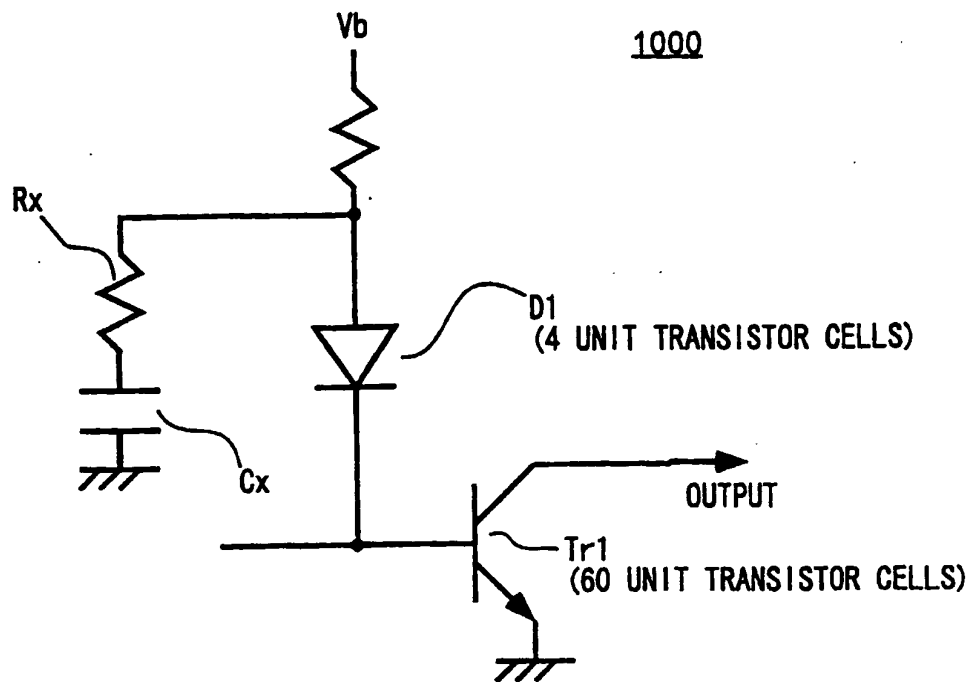 Vb
1000
Rx
D1
(4 UNIT TRANSISTOR CELLS)
Cx
OUTPUT
Tr1
(60 UNIT TRANSISTOR CELLS)